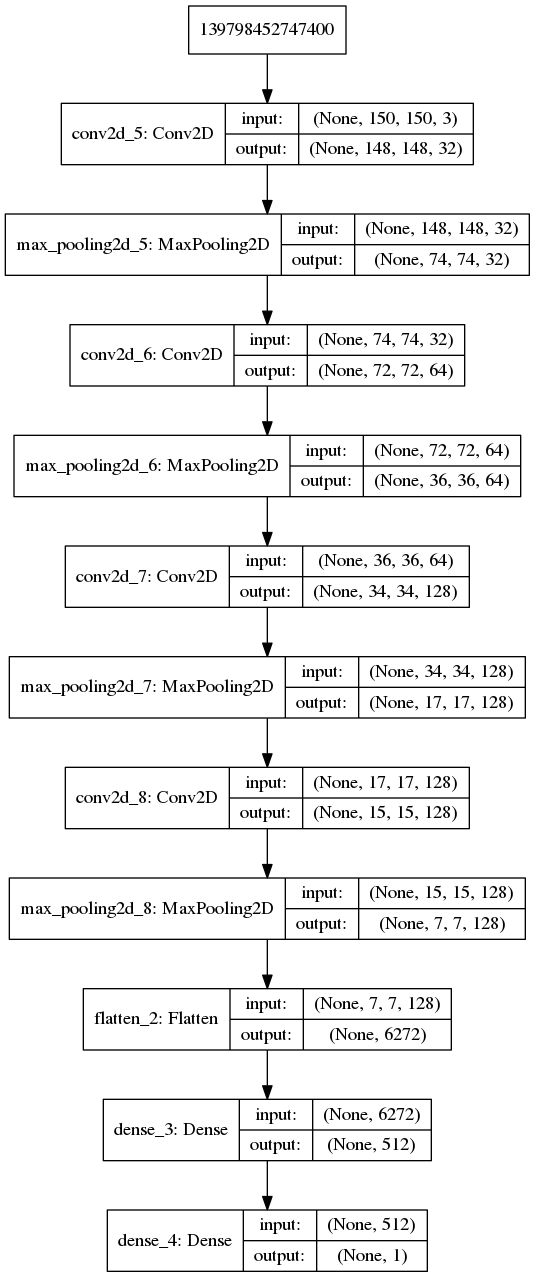 139798452747400
conv2d_5: Conv2D
input: (None, 150, 150, 3)
output: (None, 148, 148, 32)
max_pooling2d_5: MaxPooling2D
input: (None, 148, 148, 32)
output: (None, 74, 74, 32)
conv2d_6: Conv2D
input: (None, 74, 74, 32)
output: (None, 72, 72, 64)
max_pooling2d_6: MaxPooling2D
input: (None, 72, 72, 64)
output: (None, 36, 36, 64)
conv2d_7: Conv2D
input: (None, 36, 36, 64)
output: (None, 34, 34, 128)
max_pooling2d_7: MaxPooling2D
input: (None, 34, 34, 128)
output: (None, 17, 17, 128)
conv2d_8: Conv2D
input: (None, 17, 17, 128)
output: (None, 15, 15, 128)
max_pooling2d_8: MaxPooling2D
input: (None, 15, 15, 128)
output: (None, 7, 7, 128)
flatten_2: Flatten
input: (None, 7, 7, 128)
output: (None, 6272)
dense_3: Dense
input: (None, 6272)
output: (None, 512)
dense_4: Dense
input: (None, 512)
output: (None, 1)